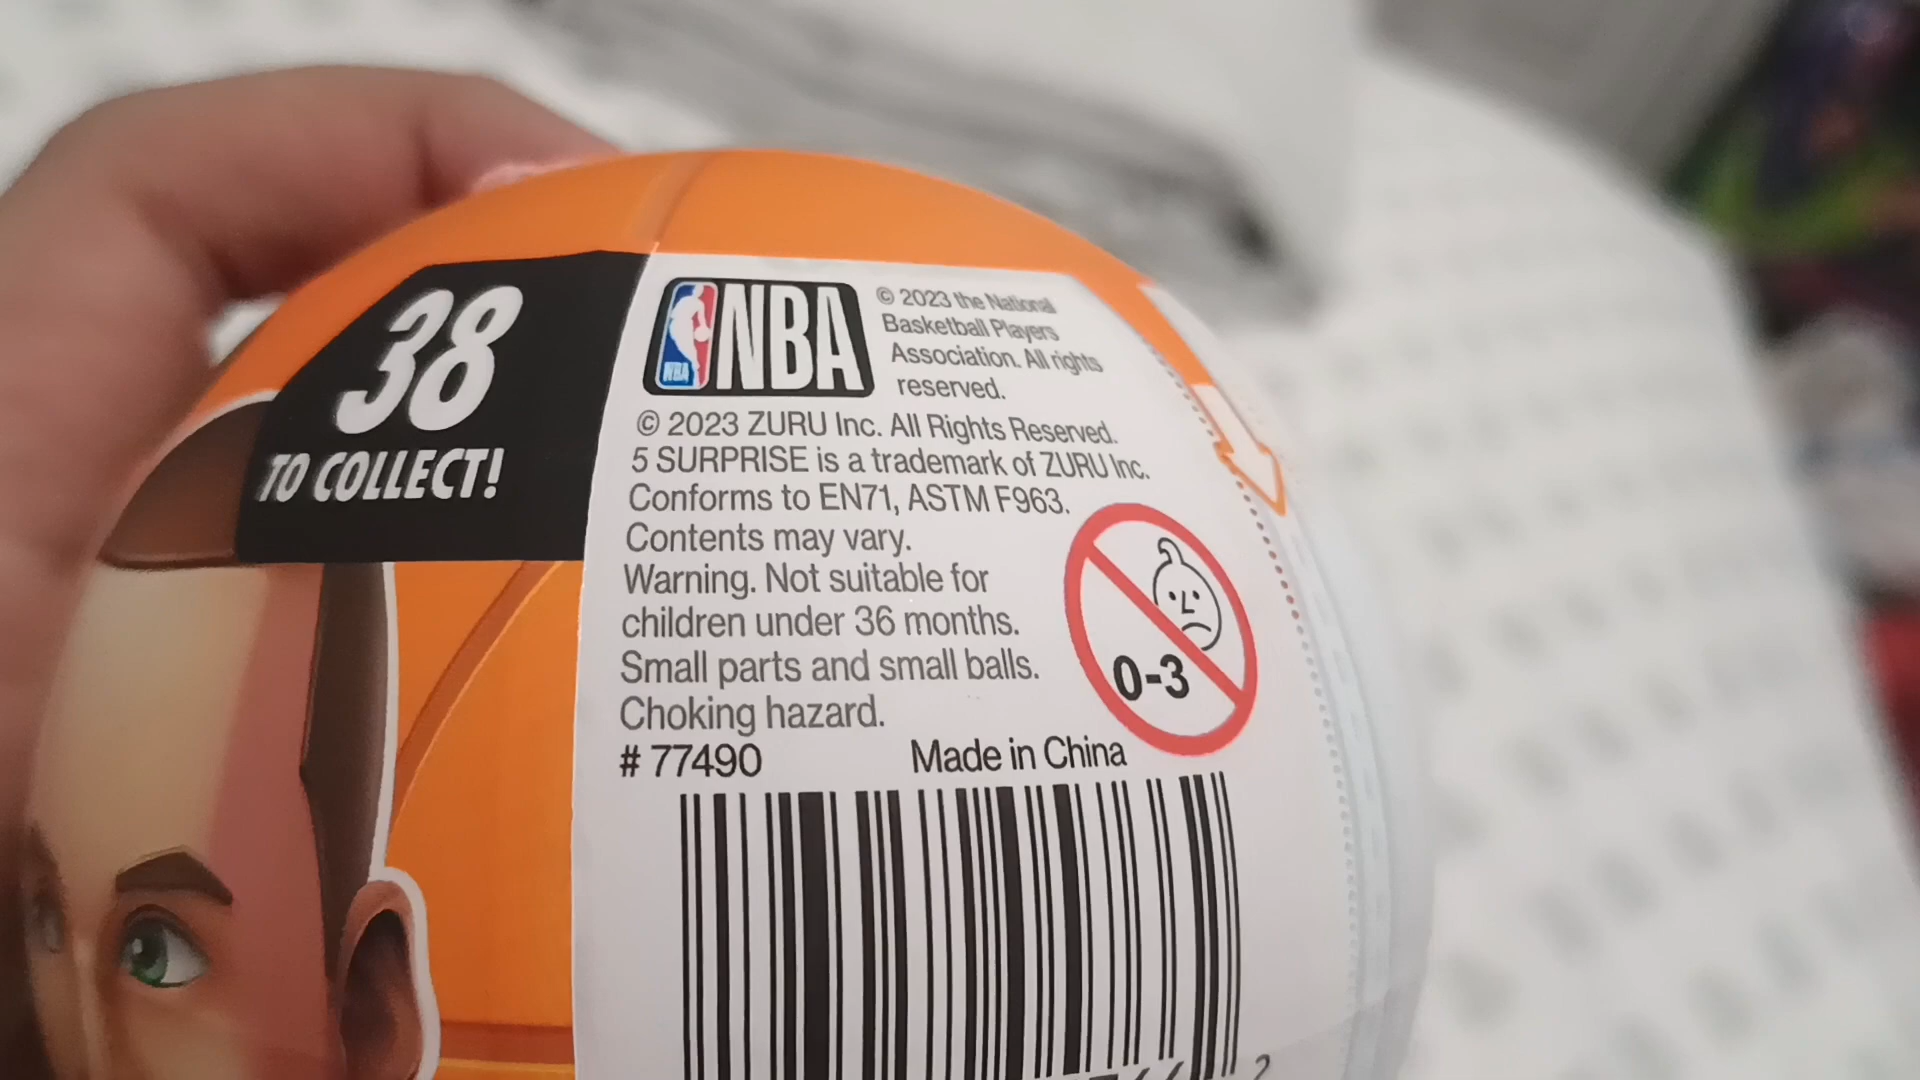 38
TO COLLECT!
NBA
NBA
© 2023 the National
Basketball Players
Association. All rights
reserved.
© 2023 ZURU Inc. All Rights Reserved.
5 SURPRISE is a trademark of ZURU Inc.
Conforms to EN71, ASTM F963.
Contents may vary.
Warning. Not suitable for
children under 36 months.
Small parts and small balls.
Choking hazard.
0-3
# 77490 Made in China